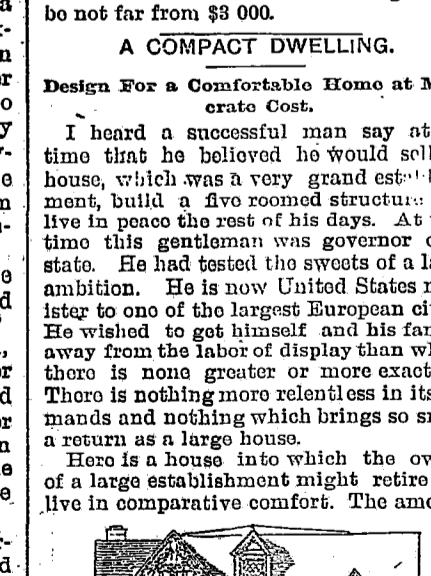 be not far from $3 000.
A COMPACT DWELLING.
Design For a Comfortable Home at M
erate Cost.
I heard a successful man say at
time that he believed he would sell
house, which was a very grand
ment, build a five roomed structure
live in peace the rest of his days. At
time this gentleman was governor o
state. He had tested the sweets of a la
ambition. He is now United States m
ister to one of the largest European ci
He wished to get himself and his fam
away from the labor of display than wh
there is none greater or more exact
There is nothing more relentless in its
mands and nothing which brings so sm
a return as a large house.
Here is a house into which the ow
of a large establishment might retire
live in comparative comfort. The amo